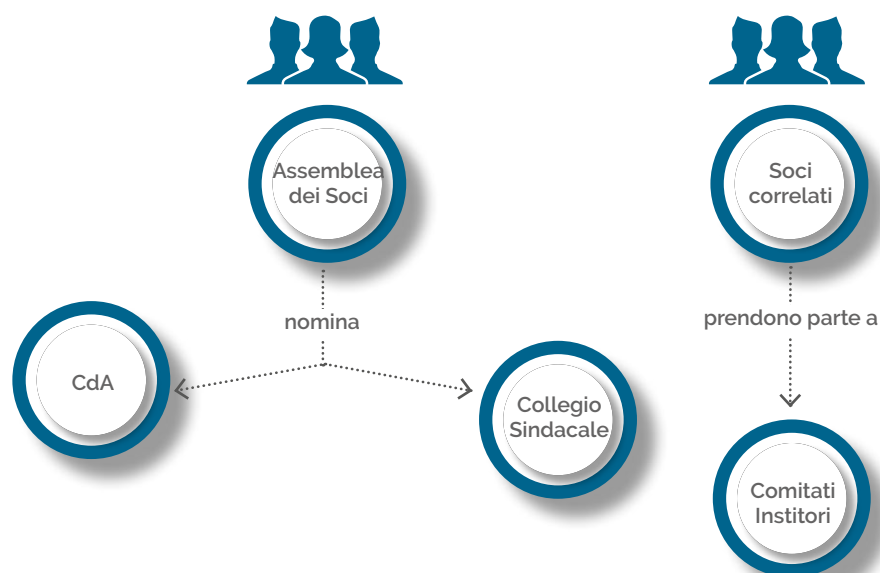 Assemblea
dei Soci
Soci
correlati
nomina
prendono parte a
CdA
Collegio
Sindacale
Comitati
Institori